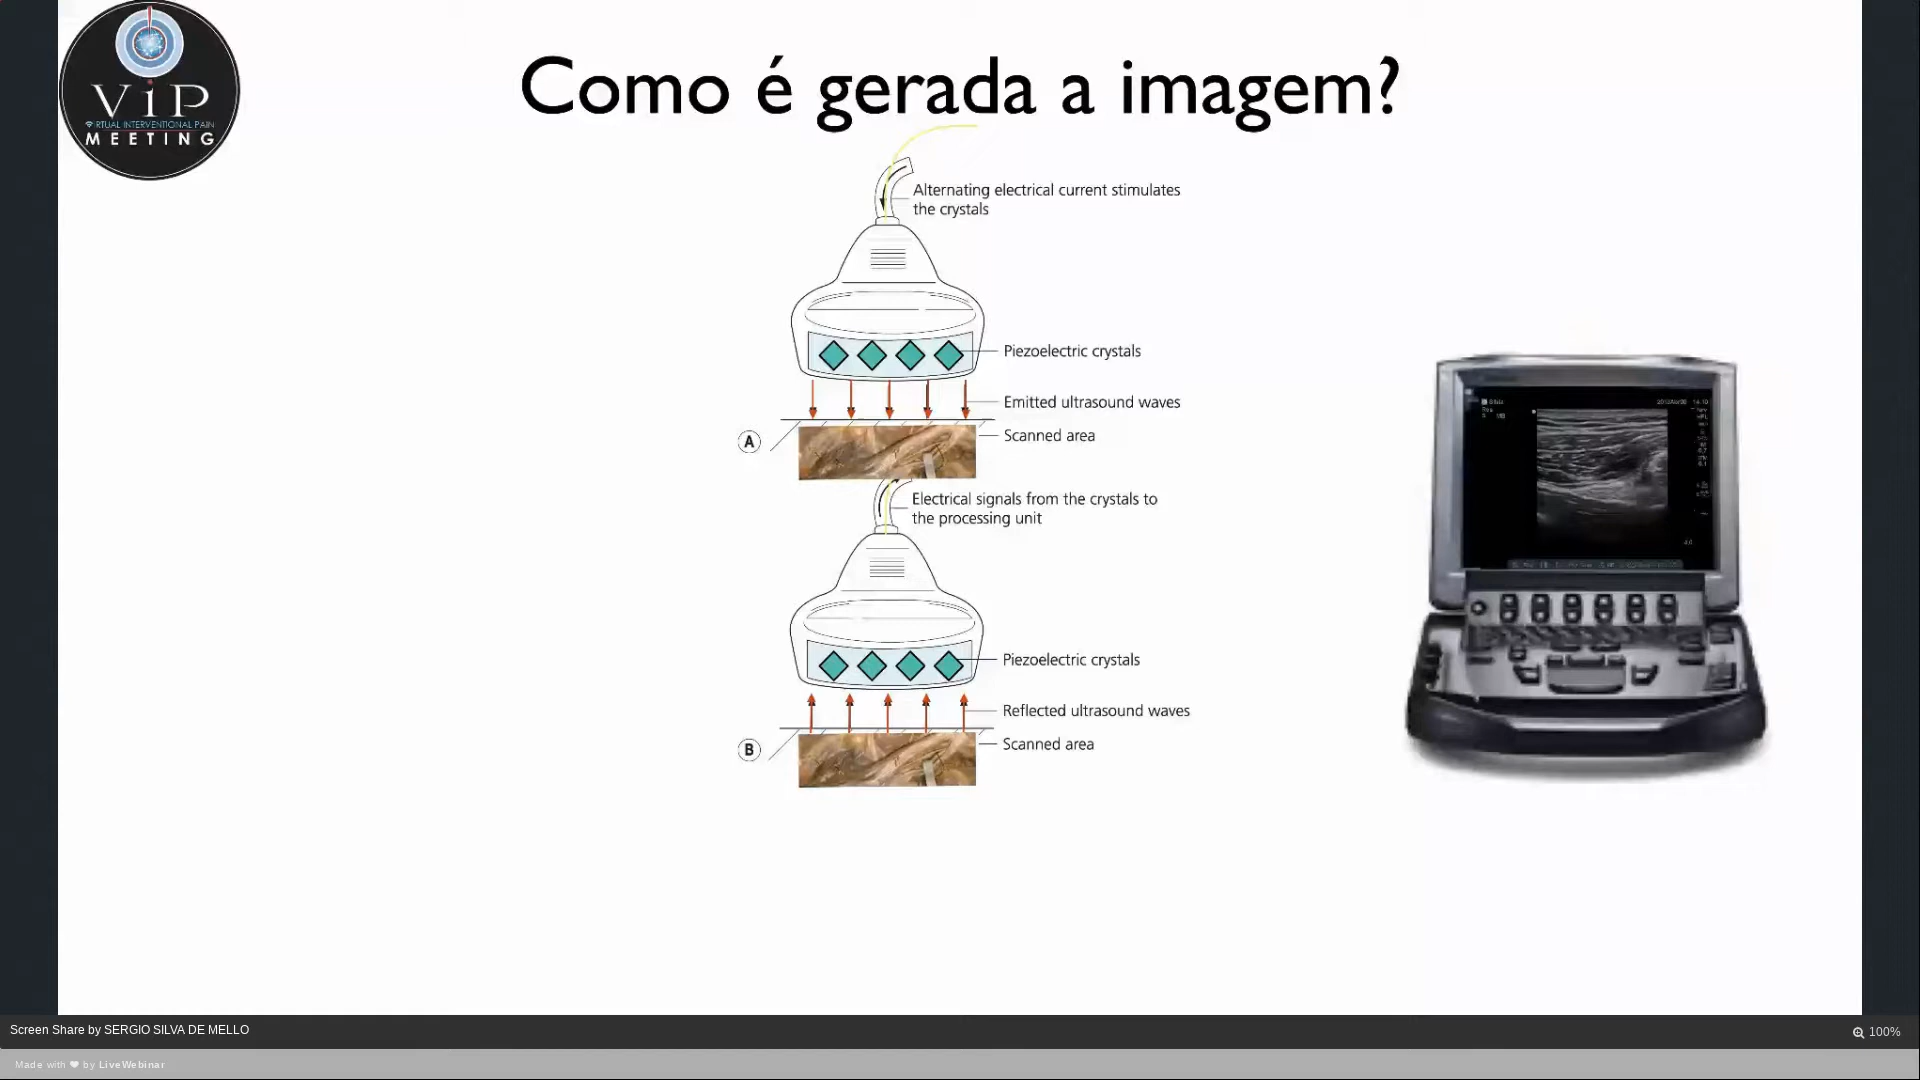 ViP
VIRTUAL INTERVENTIONAL PAIN
MEETING
Como é gerada a imagem?
Alternating electrical current stimulates
the crystals
Piezoelectric crystals
Emitted ultrasound waves
Scanned area
A
Electrical signals from the crystals to
the processing unit
Piezoelectric crystals
Reflected ultrasound waves
Scanned area
B
Screen Share by SERGIO SILVA DE MELLO
100%
Made with ❤ by LiveWebinar